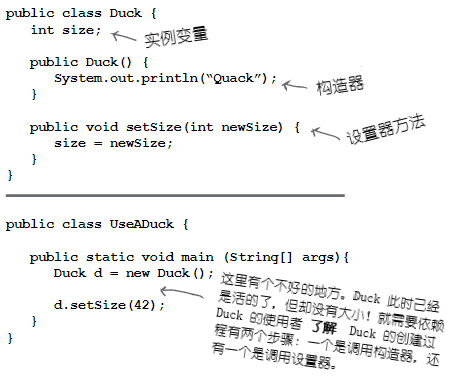 public class Duck {
int size;
实例变量
public Duck() {
System.out.println(“Quack”);
构造器
}
public void setSize(int newSize) {
设置器方法
size = newSize;
}
}
public class UseADuck {
public static void main (String[] args){
Duck d = new Duck();
d.setSize(42);
这里有个不好的地方。Duck 此时已经
是活的了，但却没有大小！就需要依赖
Duck 的使用者 了解 Duck 的创建过
程有两个步骤：一个是调用构造器，还
有一个是调用设置器。
}
}